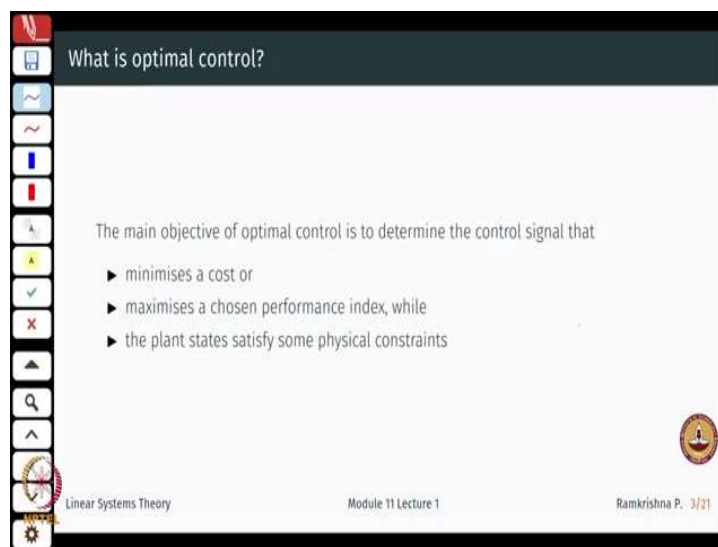 What is optimal control?
The main objective of optimal control is to determine the control signal that
▶ minimises a cost or
▶ maximises a chosen performance index, while
▶ the plant states satisfy some physical constraints
Linear Systems Theory
Module 11 Lecture 1
Ramkrishna P. 3/21
NPTEL